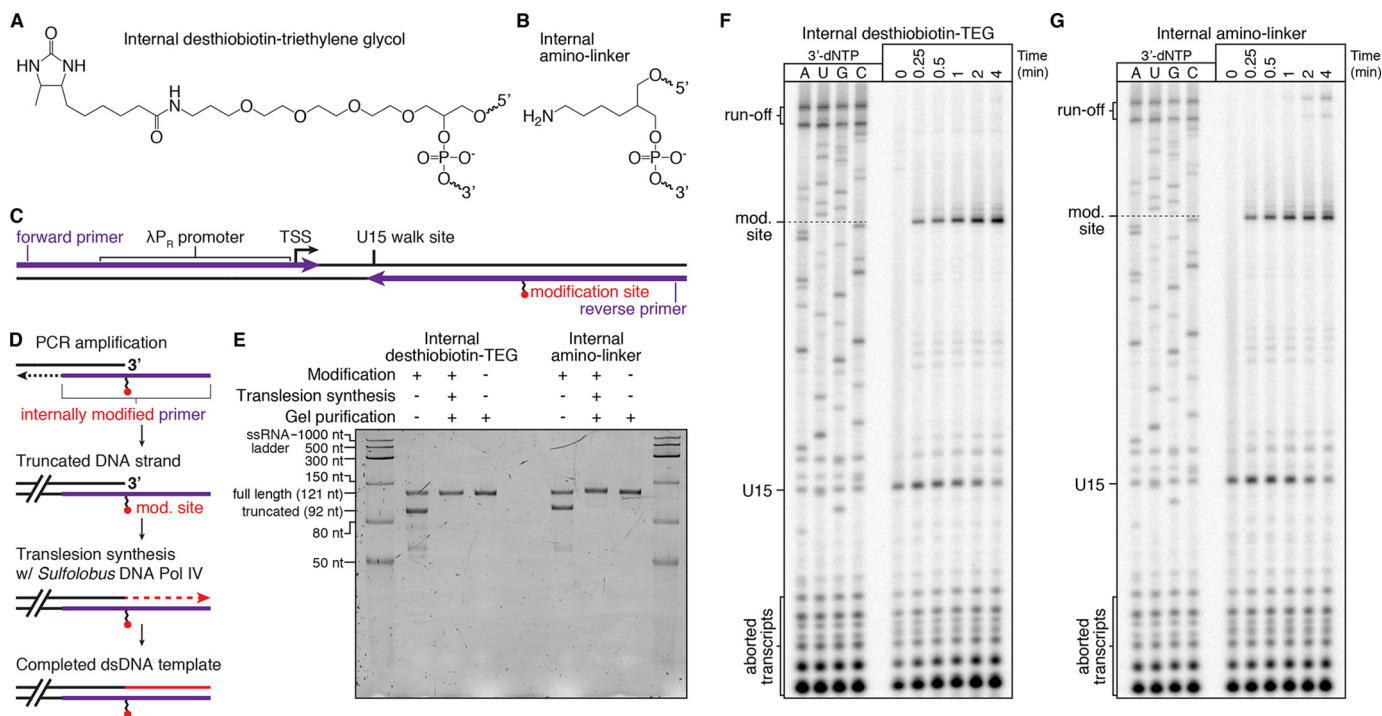 A
Internal desthiobiotin-triethylene glycol
O
HN NH
H
N
O
O
O
O
O
O
5'
O
O=P-O-
O
3'
B
Internal
amino-linker
H2N
O
5'
O
O=P-O-
O
3'
C
forward primer
λPR promoter
TSS
U15 walk site
modification site
reverse primer
D
PCR amplification
3'
internally modified primer
Truncated DNA strand
3'
mod. site
Translesion synthesis
w/ Sulfolobus DNA Pol IV
Completed dsDNA template
E
Internal
desthiobiotin-TEG
Internal
amino-linker
Modification + + - + + -
Translesion synthesis - + - +
Gel purification - + + - + +
ssRNA
ladder
1000 nt
500 nt
300 nt
150 nt
full length (121 nt)
truncated (92 nt)
80 nt
50 nt
F
Internal desthiobiotin-TEG
3'-dNTP
A U G C
0 0.25 0.5 1 2 4
Time
(min)
run-off
mod.
site
U15
aborted
transcripts
G
Internal amino-linker
3'-dNTP
A U G C
0 0.25 0.5 1 2 4
Time
(min)
run-off
mod.
site
U15
aborted
transcripts